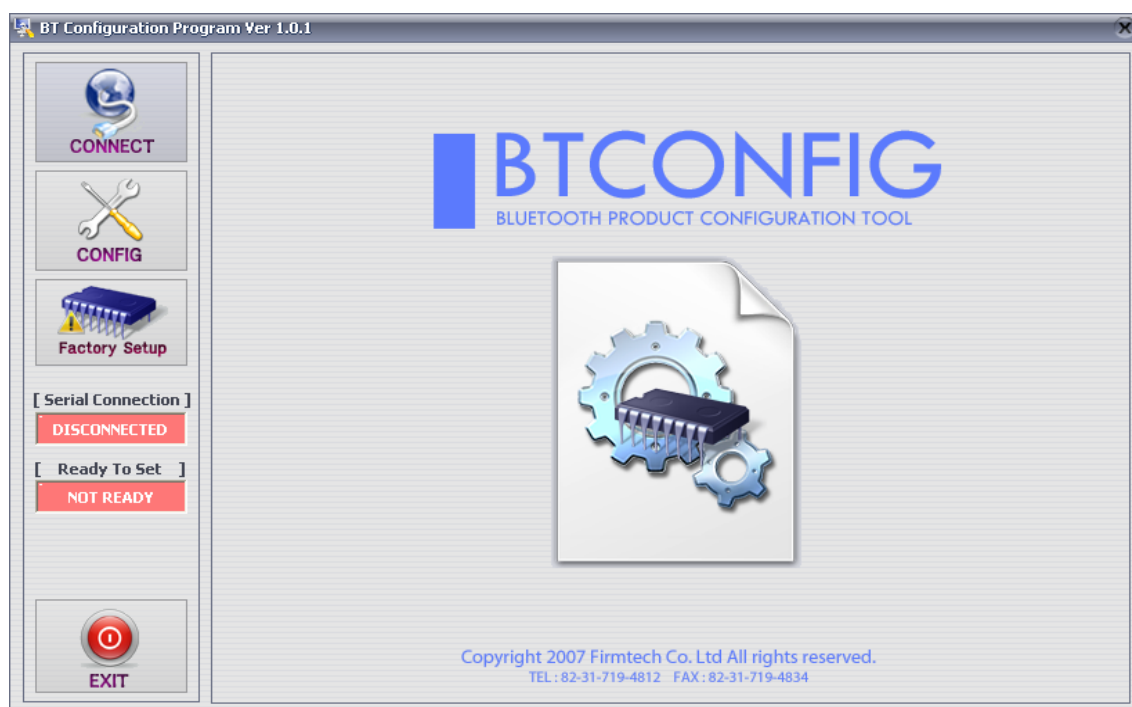 BT Configuration Program Ver 1.0.1
CONNECT
CONFIG
Factory Setup
[ Serial Connection ]
DISCONNECTED
[ Ready To Set ]
NOT READY
EXIT
BTCONFIG
BLUETOOTH PRODUCT CONFIGURATION TOOL
Copyright 2007 Firmtech Co. Ltd All rights reserved.
TEL : 82-31-719-4812 FAX : 82-31-719-4834